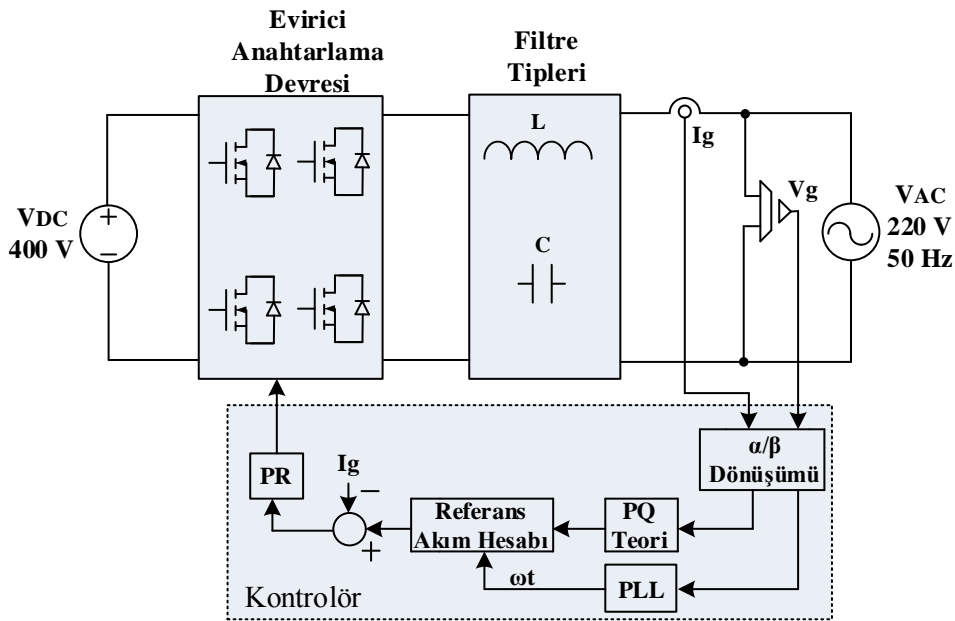 Evirici
Anahtarlama
Devresi
Filtre
Tipleri
L
C
Ig
Vg
VDC
400 V
VAC
220 V
50 Hz
α/β
Dönüşümü
PR
Ig
Referans
Akım Hesabı
PQ
Teori
ωt
PLL
Kontrolör